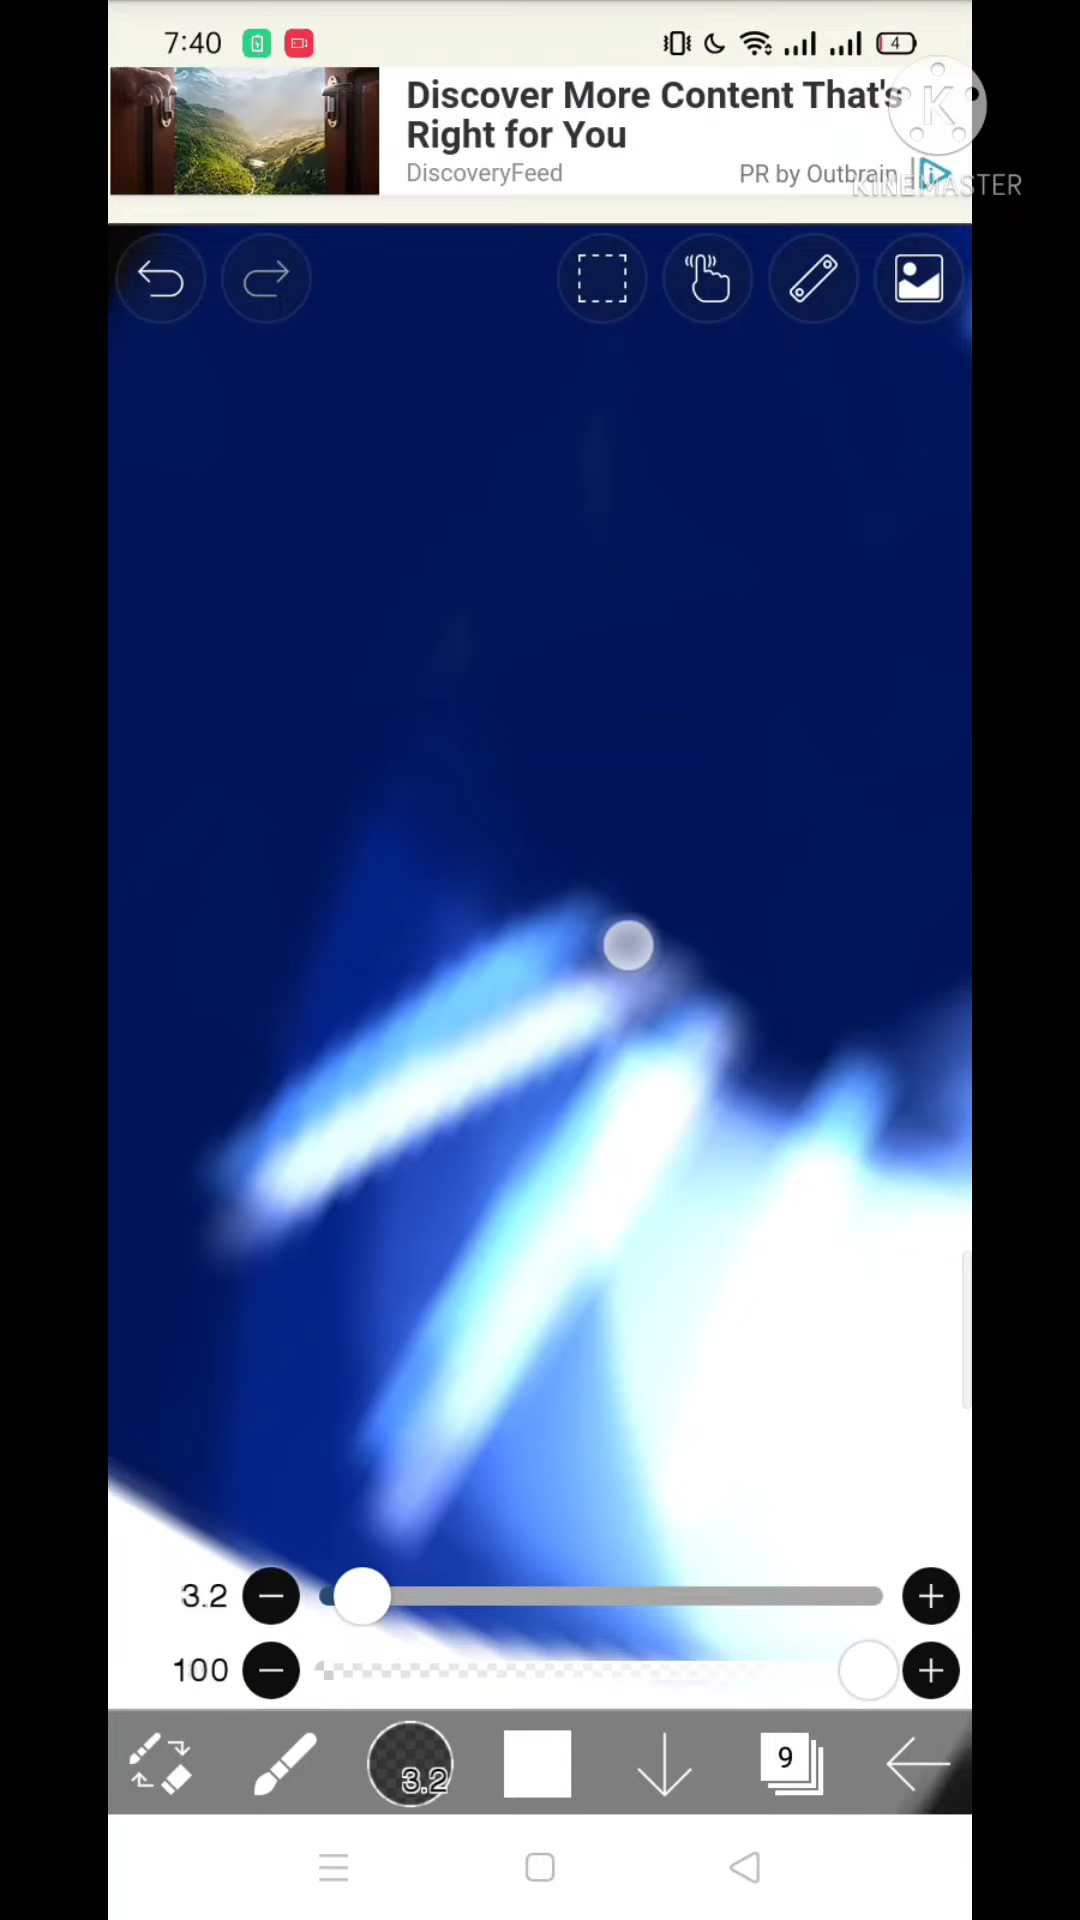 7:40
4
Discover More Content That's
Right for You
DiscoveryFeed
PR by Outbrain
K
KINEMASTER
3.2
100
3.2
9